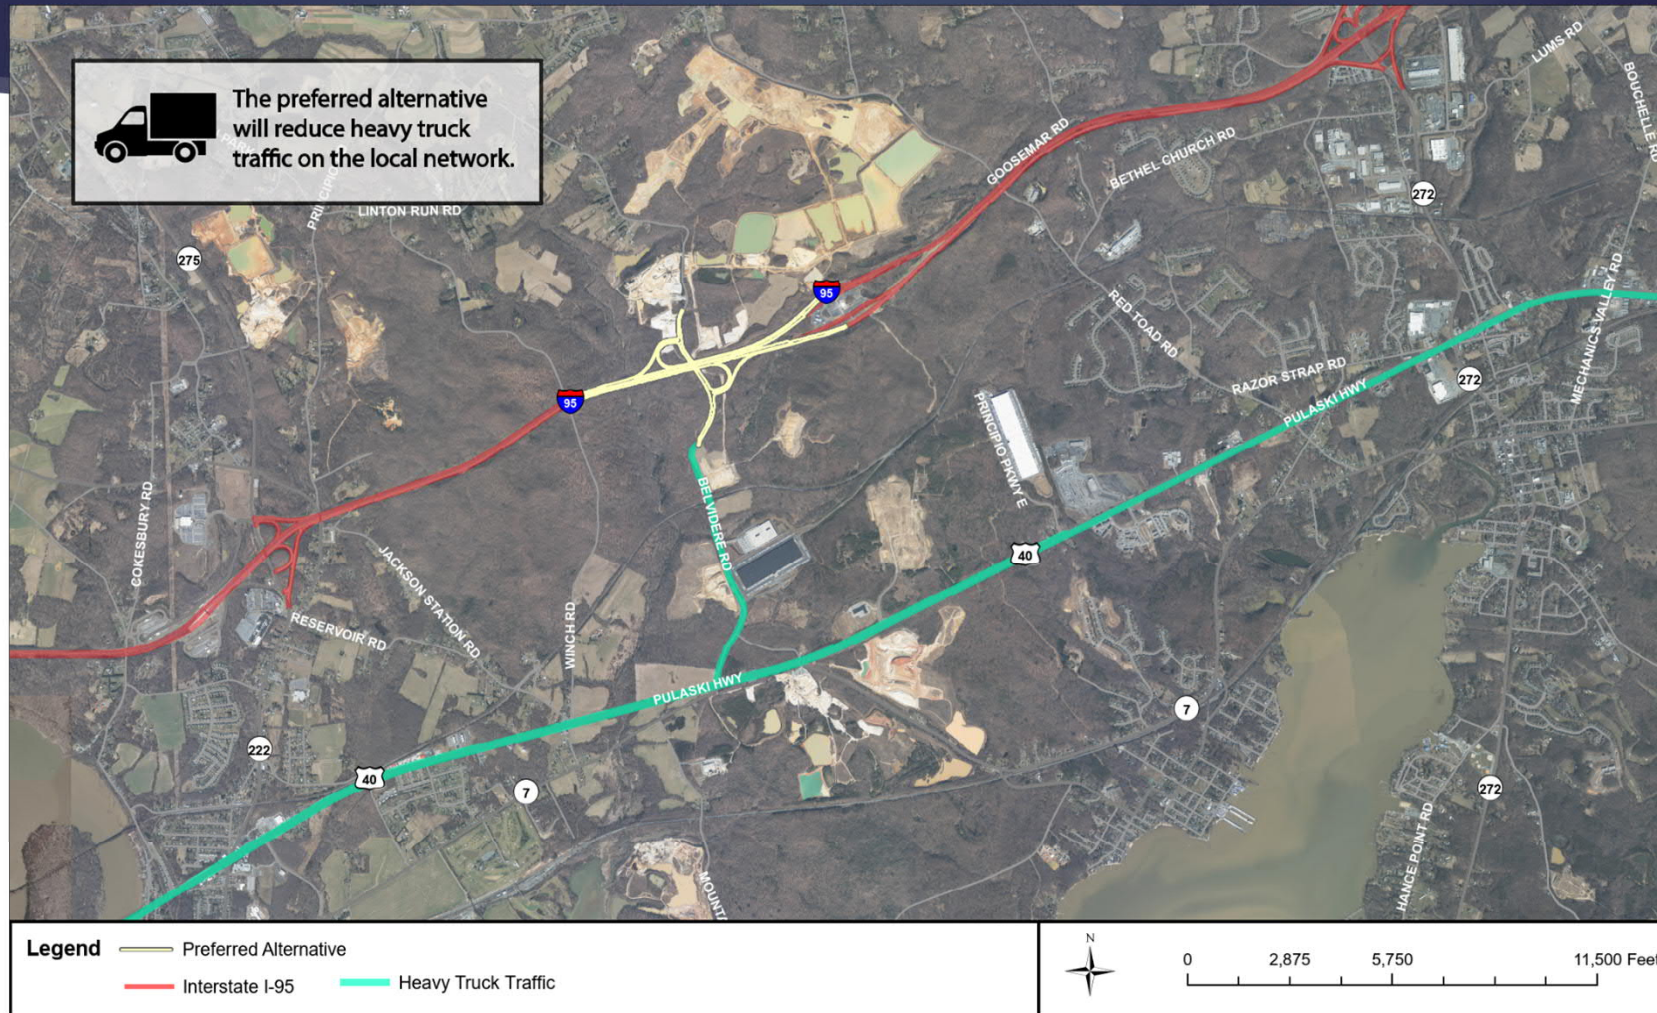 The preferred alternative
will reduce heavy truck
traffic on the local network.
LUMS RD
GOOSEMAR RD
BETHEL CHURCH RD
272
LINTON RUN RD
275
95
RED TOAD RD
MECHANICS VALLEY RD
RAZOR STRAP RD
272
PULASKI HWY
95
PRINCIPIO PKWY E
COKESBURY RD
BELVIDERE RD
40
JACKSON STATION RD
RESERVOIR RD
WINCH RD
PULASKI HWY
7
222
40
7
272
HANCE POINT RD
Legend
Preferred Alternative
Interstate I-95
Heavy Truck Traffic
N
0 2,875 5,750 11,500 Feet